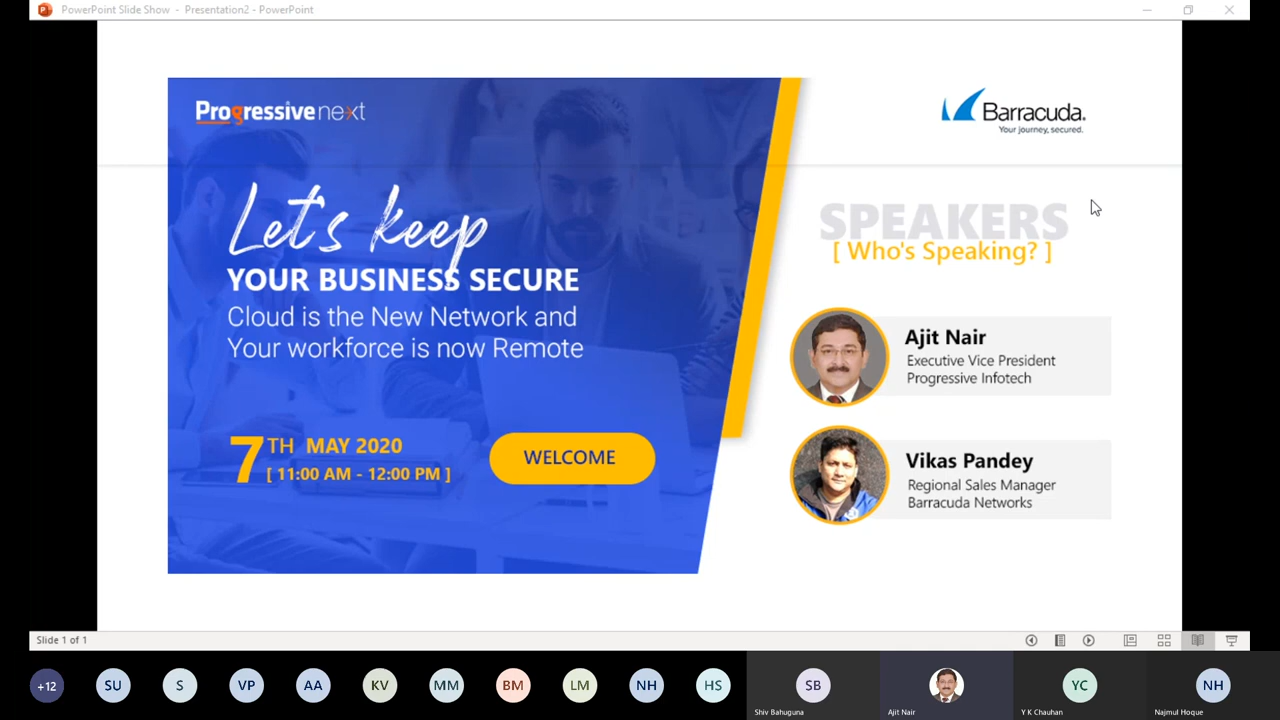 PowerPoint Slide Show - Presentation2 - PowerPoint
Progressive next
Barracuda.
Your journey, secured.
Let's keep
YOUR BUSINESS SECURE
Cloud is the New Network and
Your workforce is now Remote
7TH MAY 2020
[ 11:00 AM - 12:00 PM ]
WELCOME
SPEAKERS
[ Who's Speaking? ]
Ajit Nair
Executive Vice President
Progressive Infotech
Vikas Pandey
Regional Sales Manager
Barracuda Networks
Slide 1 of 1
+12 SU S VP AA KV MM BM LM NH HS SB YC NH
Shiv Bahuguna Ajit Nair Y K Chauhan Najmul Hoque